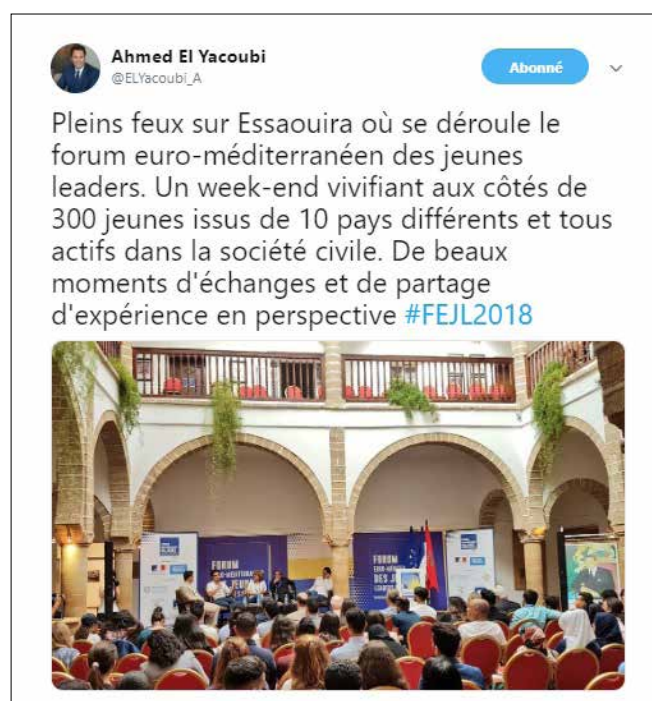 Ahmed El Yacoubi
@ELYacoubi_A
Abonné
Pleins feux sur Essaouira où se déroule le
forum euro-méditerranéen des jeunes
leaders. Un week-end vivifiant aux côtés de
300 jeunes issus de 10 pays différents et tous
actifs dans la société civile. De beaux
moments d'échanges et de partage
d'expérience en perspective #FEJL2018
FORUM
FORUM